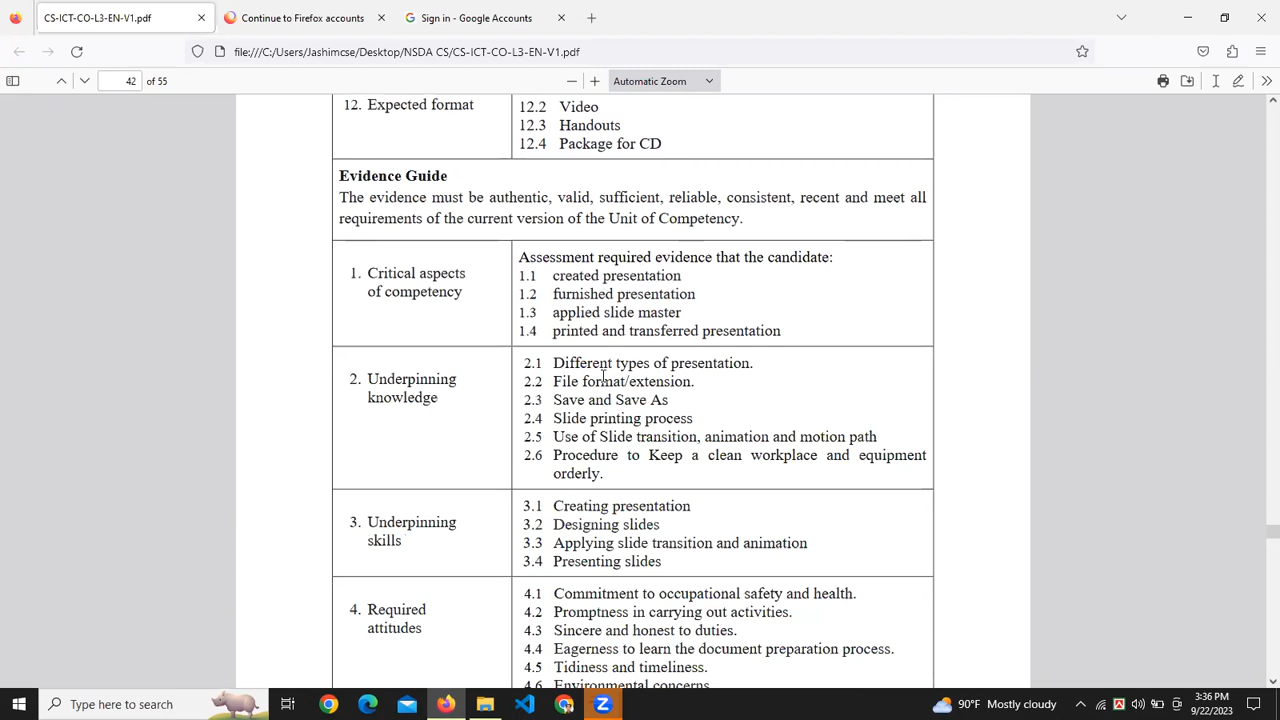 CS-ICT-CO-L3-EN-V1.pdf
Continue to Firefox accounts
Sign in - Google Accounts
file:///C:/Users/Jashimcse/Desktop/NSDA CS/CS-ICT-CO-L3-EN-V1.pdf
42 of 55
Automatic Zoom
12. Expected format
12.2 Video
12.3 Handouts
12.4 Package for CD
Evidence Guide
The evidence must be authentic, valid, sufficient, reliable, consistent, recent and meet all
requirements of the current version of the Unit of Competency.
1. Critical aspects
of competency
Assessment required evidence that the candidate:
1.1 created presentation
1.2 furnished presentation
1.3 applied slide master
1.4 printed and transferred presentation
2. Underpinning
knowledge
2.1 Different types of presentation.
2.2 File format/extension.
2.3 Save and Save As
2.4 Slide printing process
2.5 Use of Slide transition, animation and motion path
2.6 Procedure to Keep a clean workplace and equipment
orderly.
3. Underpinning
skills
3.1 Creating presentation
3.2 Designing slides
3.3 Applying slide transition and animation
3.4 Presenting slides
4. Required
attitudes
4.1 Commitment to occupational safety and health.
4.2 Promptness in carrying out activities.
4.3 Sincere and honest to duties.
4.4 Eagerness to learn the document preparation process.
4.5 Tidiness and timeliness.
4.6 Environmental concerns
Type here to search
90°F Mostly cloudy
3:36 PM
9/22/2023